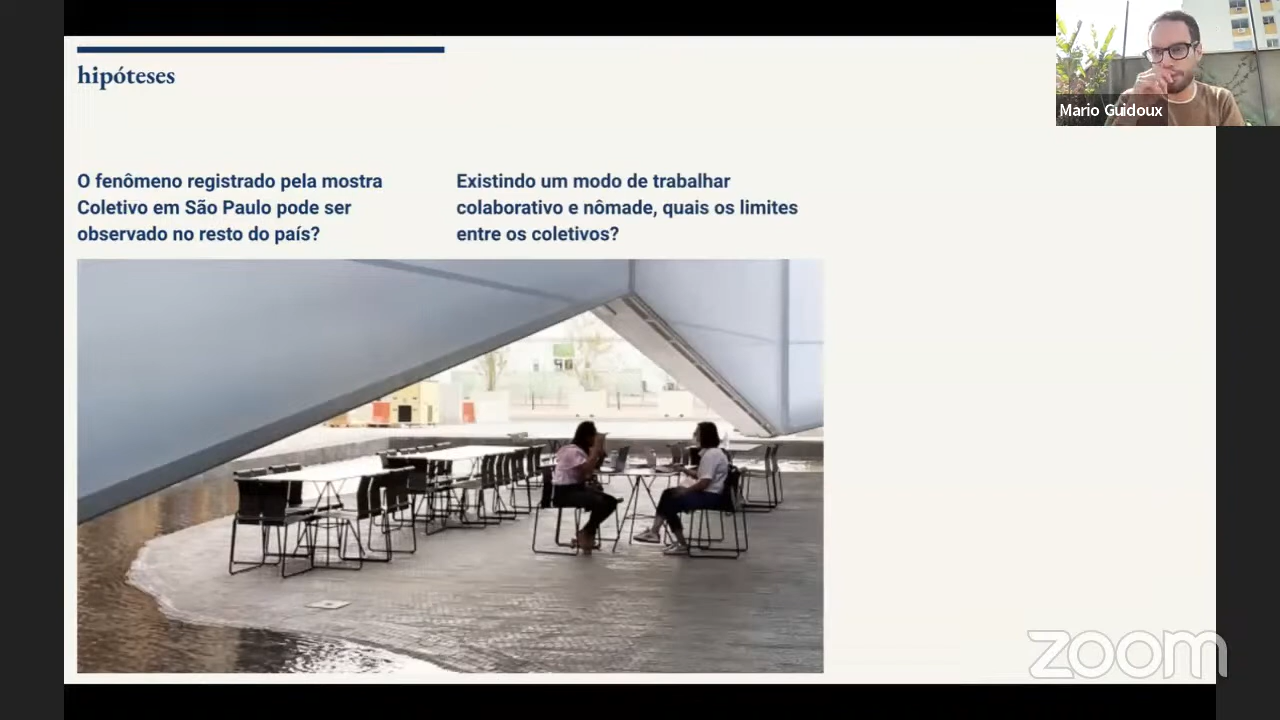 hipóteses
O fenômeno registrado pela mostra
Coletivo em São Paulo pode ser
observado no resto do país?
Existindo um modo de trabalhar
colaborativo e nômade, quais os limites
entre os coletivos?
Mario Guidoux
zoom